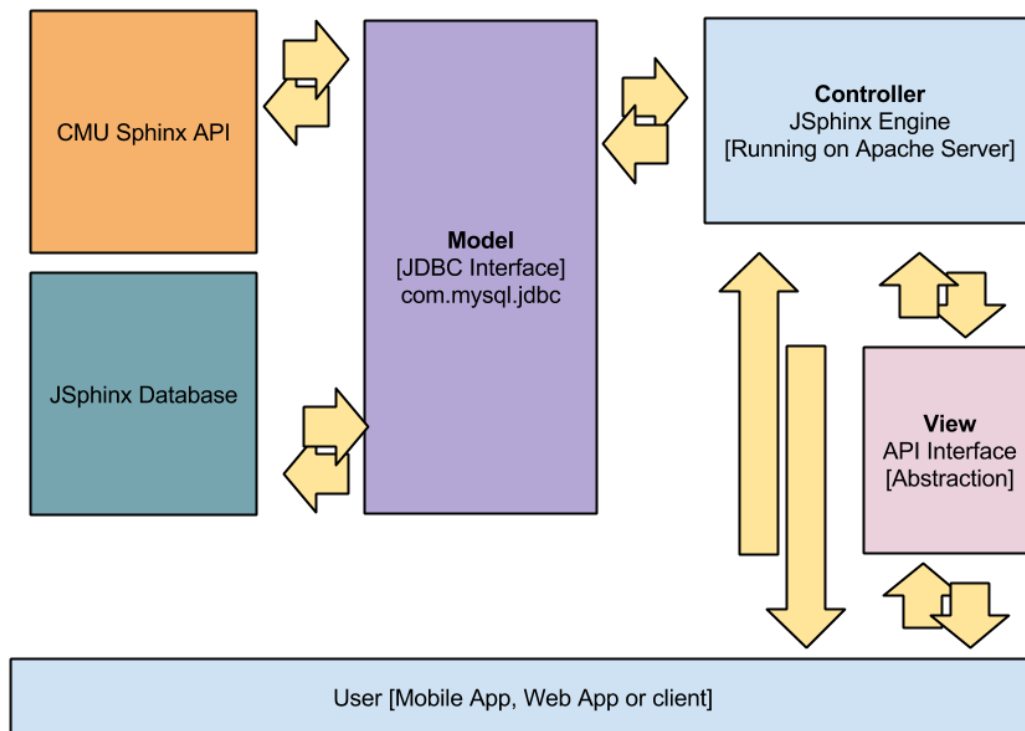 CMU Sphinx API
JSphinx Database
Model
[JDBC Interface]
com.mysql.jdbc
Controller
JSphinx Engine
[Running on Apache Server]
View
API Interface
[Abstraction]
User [Mobile App, Web App or client]